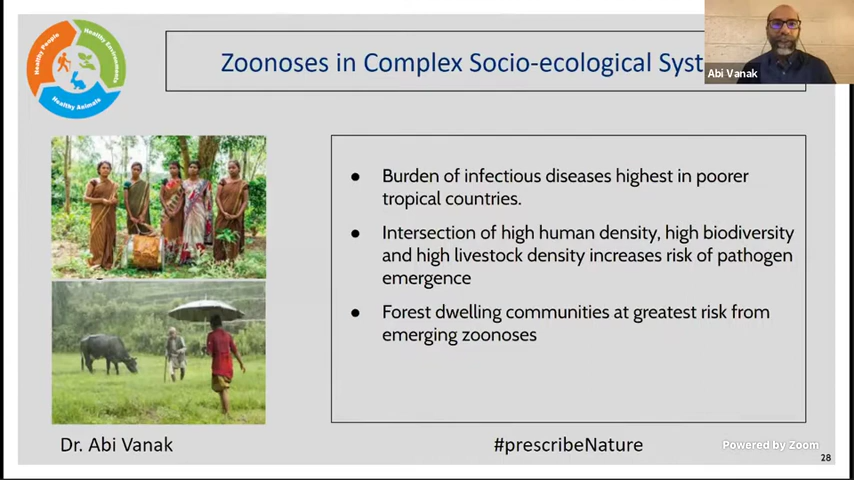 Healthy People
Healthy Environments
Healthy Animals
Zoonoses in Complex Socio-ecological Syst
Abi Vanak
● Burden of infectious diseases highest in poorer
tropical countries.
● Intersection of high human density, high biodiversity
and high livestock density increases risk of pathogen
emergence
● Forest dwelling communities at greatest risk from
emerging zoonoses
Dr. Abi Vanak
#prescribeNature
Powered by Zoom
28